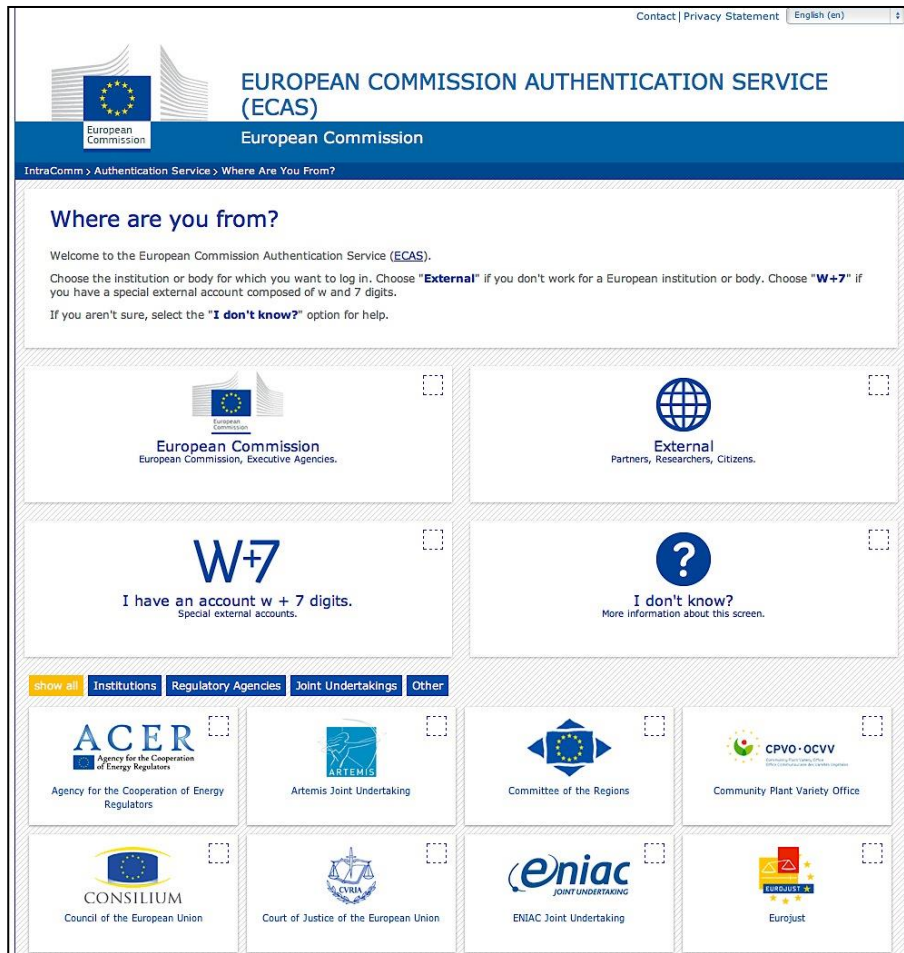 Contact | Privacy Statement English (en)
EUROPEAN COMMISSION AUTHENTICATION SERVICE
(ECAS)
European
Commission
European Commission
IntraComm > Authentication Service > Where Are You From?
Where are you from?
Welcome to the European Commission Authentication Service (ECAS).
Choose the institution or body for which you want to log in. Choose "External" if you don't work for a European institution or body. Choose "W+7" if
you have a special external account composed of w and 7 digits.
If you aren't sure, select the "I don't know?" option for help.
European
Commission
European Commission
European Commission, Executive Agencies.
External
Partners, Researchers, Citizens.
W+7
I have an account w + 7 digits.
Special external accounts.
?
I don't know?
More information about this screen.
show all Institutions Regulatory Agencies Joint Undertakings Other
ACER
Agency for the Cooperation
of Energy Regulators
Agency for the Cooperation of Energy
Regulators
ARTEMIS
Artemis Joint Undertaking
Committee of the Regions
CPVO·OCVV
Community Plant Variety Office
Community Plant Variety Office
CONSILIUM
Council of the European Union
CVRIA
Court of Justice of the European Union
eniac
JOINT UNDERTAKING
ENIAC Joint Undertaking
EUROJUST
Eurojust